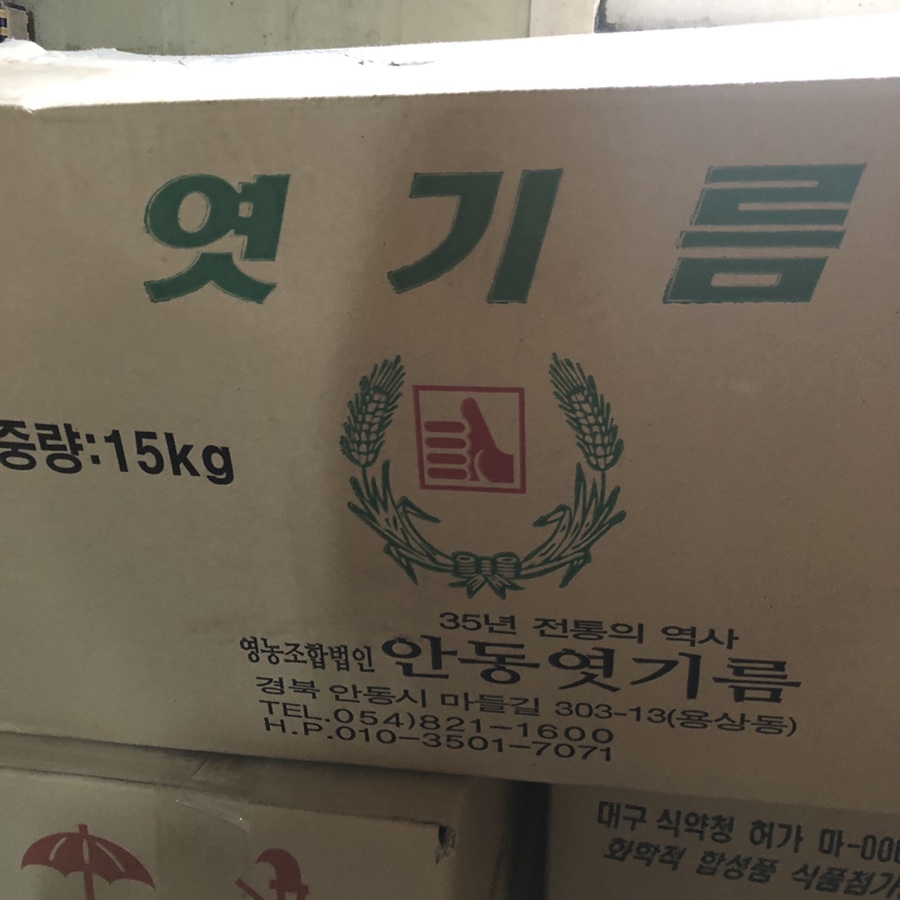 엿기름
중량:15kg
35년 전통의 역사
영농조합법인 안동엿기름
경북 안동시 마들길 303-13(용상동)
TEL.054)821-1600
H.P.010-3501-7071
대구 식약청 허가 마-00
화학적 합성품 식품첨가